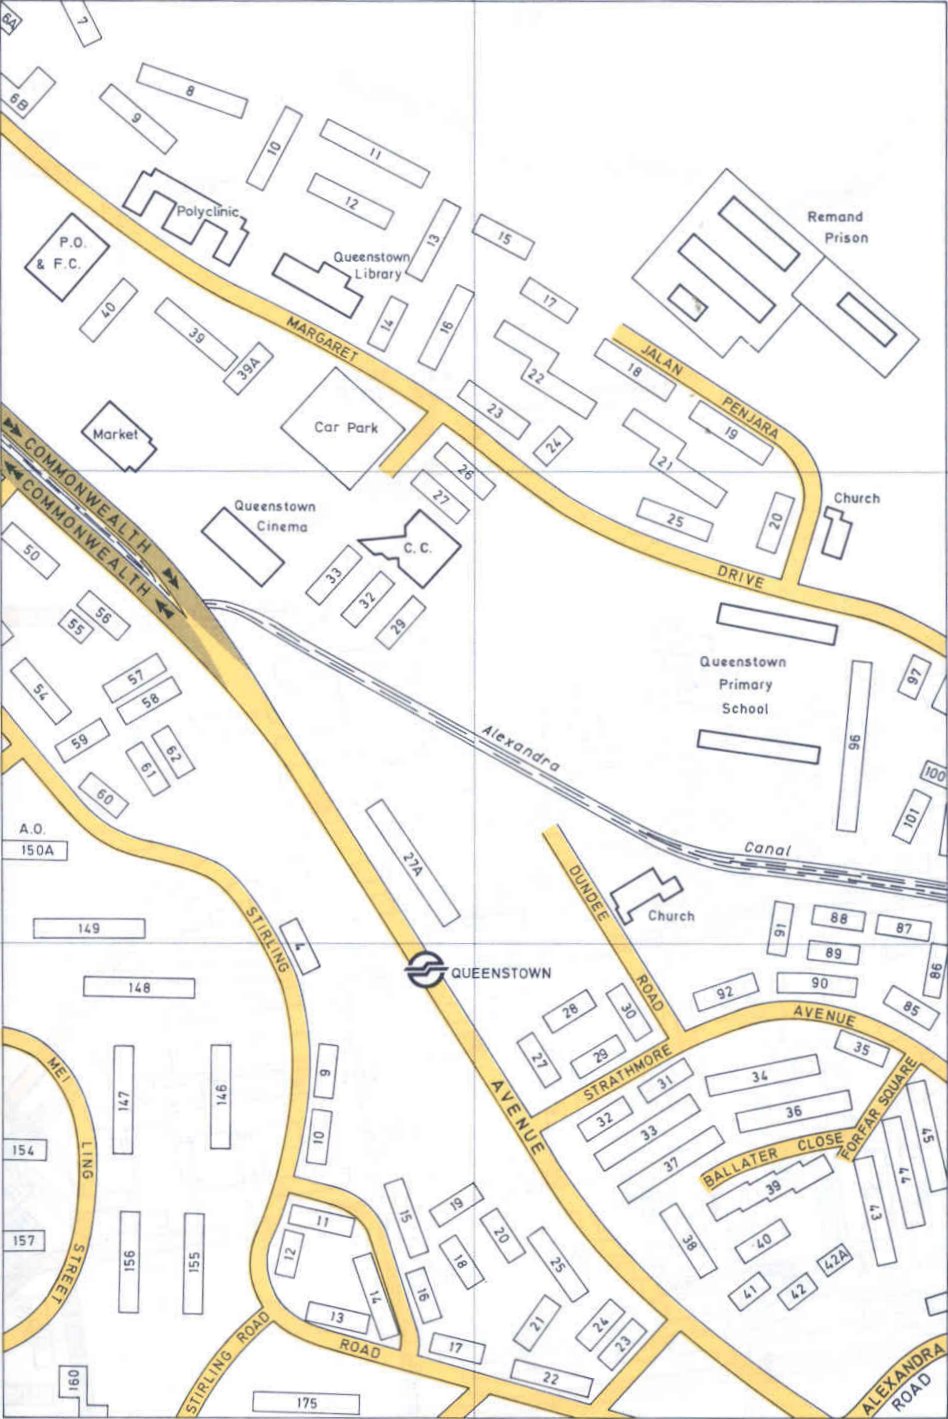 6A
7
6B
8
9
10
11
12
13
15
Polyclinic
P.O.
& F.C.
Queenstown
Library
Remand
Prison
40
39
39A
14
16
17
MARGARET
22
JALAN
18
PENJARA
19
23
24
21
Car Park
Market
COMMONWEALTH
COMMONWEALTH
26
27
Queenstown
Cinema
C. C.
25
20
Church
DRIVE
50
33
32
29
56
55
57
58
54
59
62
61
60
Queenstown
Primary
School
97
96
100
101
Alexandra
Canal
A.O.
150A
27A
DUNDEE
ROAD
Church
149
STIRLING
4
148
QUEENSTOWN
91
88
87
89
86
90
92
85
28
30
27
29
AVENUE
STRATHMORE
35
MEI
LING
STREET
147
146
9
10
AVENUE
31
32
33
34
36
37
FORFAR SQUARE
BALLATER CLOSE
45
44
43
39
154
157
156
155
11
12
13
14
15
16
19
18
20
25
38
40
41
42
42A
21
24
23
17
22
ROAD
STIRLING ROAD
160
175
ALEXANDRA
ROAD